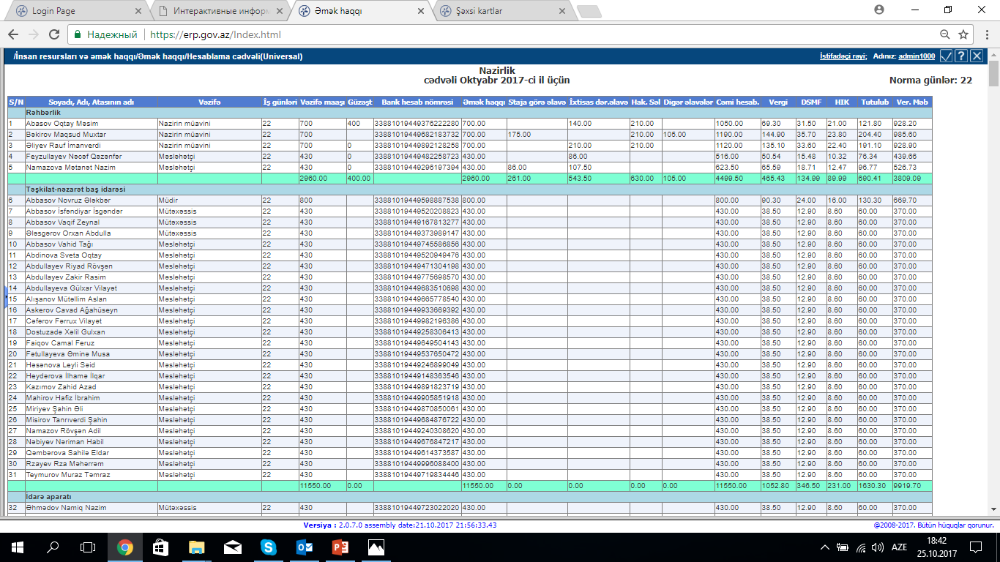 Login Page
Интерактивные информ
Əmək haqqı
Şəxsi kartlar
Надежный https://erp.gov.az/Index.html
/İnsan resursları və əmək haqqı/Əmək haqqı/Hesablama cədvəli(Universal) İstifadəçi rəyi; Adınız: admin1000
Nazirlik
cədvəli Oktyabr 2017-ci il üçün Norma günlər: 22
S/N Soyadı, Adı, Atasının adı Vəzifə İş günləri Vəzifə maaşı Güzəşt Bank hesab nömrəsi Əmək haqqı Staja görə əlavə İxtisas dər.əlavə Hak. Səl Digər əlavələr Cəmi hesab. Vergi DSMF HIK Tutulub Ver. Məb
Rəhbərlik
1 Abasov Oqtay Məsim Nazirin müavini 22 700 400 33881019449376222280 700.00 140.00 210.00 1050.00 69.30 31.50 21.00 121.80 928.20
2 Bəkirov Maqsud Muxtar Nazirin müavini 22 700 33881019449682183732 700.00 175.00 210.00 105.00 1190.00 144.90 35.70 23.80 204.40 985.60
3 Əliyev Rauf İmanverdi Nazirin müavini 22 700 0 33881019449892128258 700.00 210.00 210.00 1120.00 135.10 33.60 22.40 191.10 928.90
4 Feyzullayev Nəcəf Qəzənfər Məsləhətçi 22 430 0 33881019449482258723 430.00 86.00 516.00 50.54 15.48 10.32 76.34 439.66
5 Namazova Mətanət Nazim Məsləhətçi 22 430 0 33881019449296197394 430.00 86.00 107.50 623.50 65.59 18.71 12.47 96.77 526.73
2960.00 400.00 2960.00 261.00 543.50 630.00 105.00 4499.50 465.43 134.99 89.99 690.41 3809.09
Təşkilat-nəzarət baş idarəsi
6 Abbasov Novruz Ələkbər Müdir 22 800 33881019449598887538 800.00 800.00 90.30 24.00 16.00 130.30 669.70
7 Abbasov İsfəndiyar İsgəndər Mütəxəssis 22 430 33881019449520208823 430.00 430.00 38.50 12.90 8.60 60.00 370.00
8 Abbasov Vaqif Zeynal Mütəxəssis 22 430 33881019449167813277 430.00 430.00 38.50 12.90 8.60 60.00 370.00
9 Ələsgərov Orxan Abdulla Mütəxəssis 22 430 33881019449373989147 430.00 430.00 38.50 12.90 8.60 60.00 370.00
10 Abbasov Vahid Tağı Məsləhətçi 22 430 33881019449745586856 430.00 430.00 38.50 12.90 8.60 60.00 370.00
11 Abdinova Sveta Oqtay Məsləhətçi 22 430 33881019449520949476 430.00 430.00 38.50 12.90 8.60 60.00 370.00
12 Abdullayev Riyad Rövşən Məsləhətçi 22 430 33881019449471304198 430.00 430.00 38.50 12.90 8.60 60.00 370.00
13 Abdullayev Zakir Rasim Məsləhətçi 22 430 33881019449775698570 430.00 430.00 38.50 12.90 8.60 60.00 370.00
14 Abdullayeva Gülxar Vilayət Məsləhətçi 22 430 33881019449683510698 430.00 430.00 38.50 12.90 8.60 60.00 370.00
15 Alışanov Mütəllim Aslan Məsləhətçi 22 430 33881019449665778540 430.00 430.00 38.50 12.90 8.60 60.00 370.00
16 Askerov Cavad Ağahüseyn Məsləhətçi 22 430 33881019449933669392 430.00 430.00 38.50 12.90 8.60 60.00 370.00
17 Cəfərov Fərrux Vilayət Məsləhətçi 22 430 33881019449982196386 430.00 430.00 38.50 12.90 8.60 60.00 370.00
18 Dostuzadə Xəlil Gulxan Məsləhətçi 22 430 33881019449258306413 430.00 430.00 38.50 12.90 8.60 60.00 370.00
19 Faiqov Camal Feruz Məsləhətçi 22 430 33881019449649504143 430.00 430.00 38.50 12.90 8.60 60.00 370.00
20 Fətullayeva Əminə Musa Məsləhətçi 22 430 33881019449537650472 430.00 430.00 38.50 12.90 8.60 60.00 370.00
21 Həsənova Leyli Səid Məsləhətçi 22 430 33881019449246899049 430.00 430.00 38.50 12.90 8.60 60.00 370.00
22 Heydərova İlhamə İlqar Məsləhətçi 22 430 33881019449148363546 430.00 430.00 38.50 12.90 8.60 60.00 370.00
23 Kazımov Zahid Azad Məsləhətçi 22 430 33881019449891823719 430.00 430.00 38.50 12.90 8.60 60.00 370.00
24 Mahirov Hafiz İbrahim Məsləhətçi 22 430 33881019449905851918 430.00 430.00 38.50 12.90 8.60 60.00 370.00
25 Miriyev Şahin Əli Məsləhətçi 22 430 33881019449870850061 430.00 430.00 38.50 12.90 8.60 60.00 370.00
26 Misirov Tanrıverdi Şahin Məsləhətçi 22 430 33881019449684876722 430.00 430.00 38.50 12.90 8.60 60.00 370.00
27 Namazov Rövşən Adil Məsləhətçi 22 430 33881019449240308620 430.00 430.00 38.50 12.90 8.60 60.00 370.00
28 Nəbiyev Nəriman Habil Məsləhətçi 22 430 33881019449676847217 430.00 430.00 38.50 12.90 8.60 60.00 370.00
29 Qəmbərova Sahilə Eldar Məsləhətçi 22 430 33881019449614373587 430.00 430.00 38.50 12.90 8.60 60.00 370.00
30 Rzayev Rza Məhərrəm Məsləhətçi 22 430 33881019449996088400 430.00 430.00 38.50 12.90 8.60 60.00 370.00
31 Teymurov Muraz Təmraz Məsləhətçi 22 430 33881019449719834446 430.00 430.00 38.50 12.90 8.60 60.00 370.00
11550.00 0.00 11550.00 0.00 0.00 0.00 0.00 11550.00 1052.80 346.50 231.00 1630.30 9919.70
İdarə aparatı
32 Əhmədov Namiq Nazim Mütəxəssis 22 430 33881019449723022020 430.00 430.00 38.50 12.90 8.60 60.00 370.00
Versiya : 2.0.7.0 assembly date:21.10.2017 21:56:33.43 @2008-2017. Bütün hüquqlar qorunur.
AZE 18:42
25.10.2017